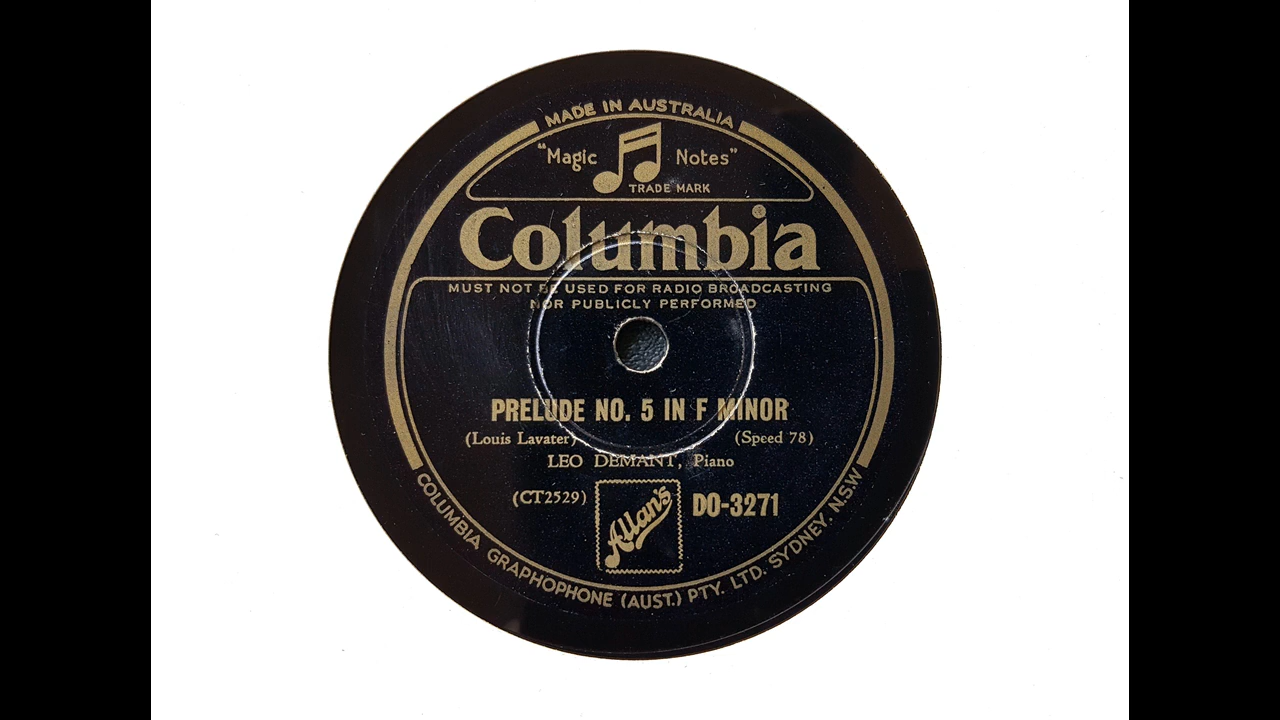 MADE IN AUSTRALIA
"Magic Notes"
TRADE MARK
Columbia
MUST NOT BE USED FOR RADIO BROADCASTING
NOR PUBLICLY PERFORMED
PRELUDE NO. 5 IN F MINOR
(Louis Lavater) (Speed 78)
LEO DEMANT, Piano
(CT2529) Allan's DO-3271
COLUMBIA GRAPHOPHONE (AUST.) PTY. LTD. SYDNEY. N.S.W